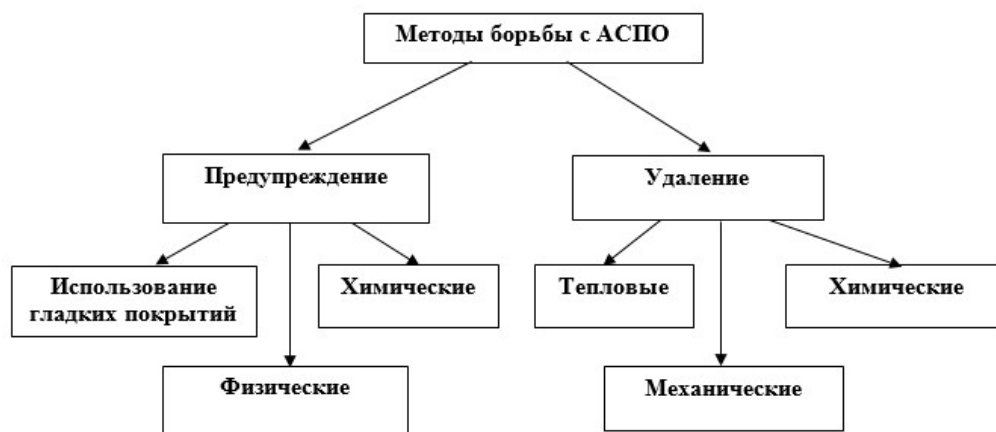 Методы борьбы с АСПО
Предупреждение
Удаление
Использование
гладких покрытий
Химические
Тепловые
Химические
Физические
Механические